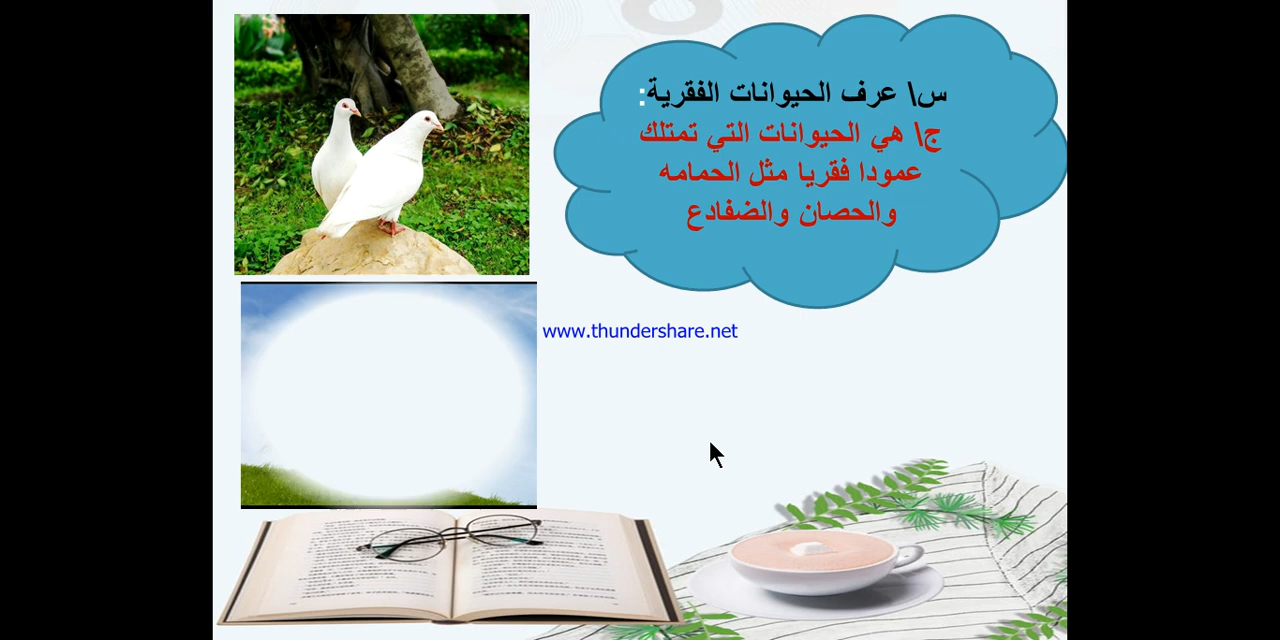 س\ عرف الحيوانات الفقرية:
ج\ هي الحيوانات التي تمتلك
عمودا فقريا مثل الحمامه
والحصان والضفادع
www.thundershare.net